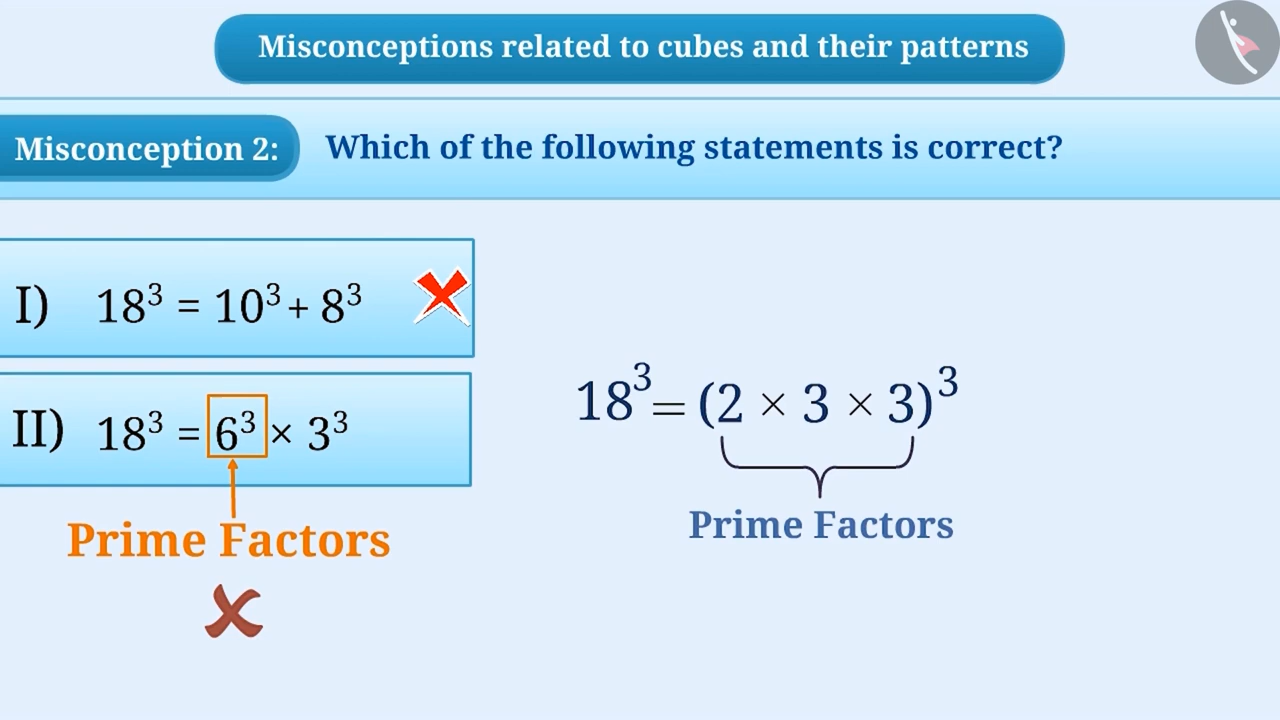 Misconceptions related to cubes and their patterns
Misconception 2: Which of the following statements is correct?
I) 18³ = 10³ + 8³
II) 18³ = 6³ × 3³
Prime Factors
18³ = (2 × 3 × 3)³
Prime Factors